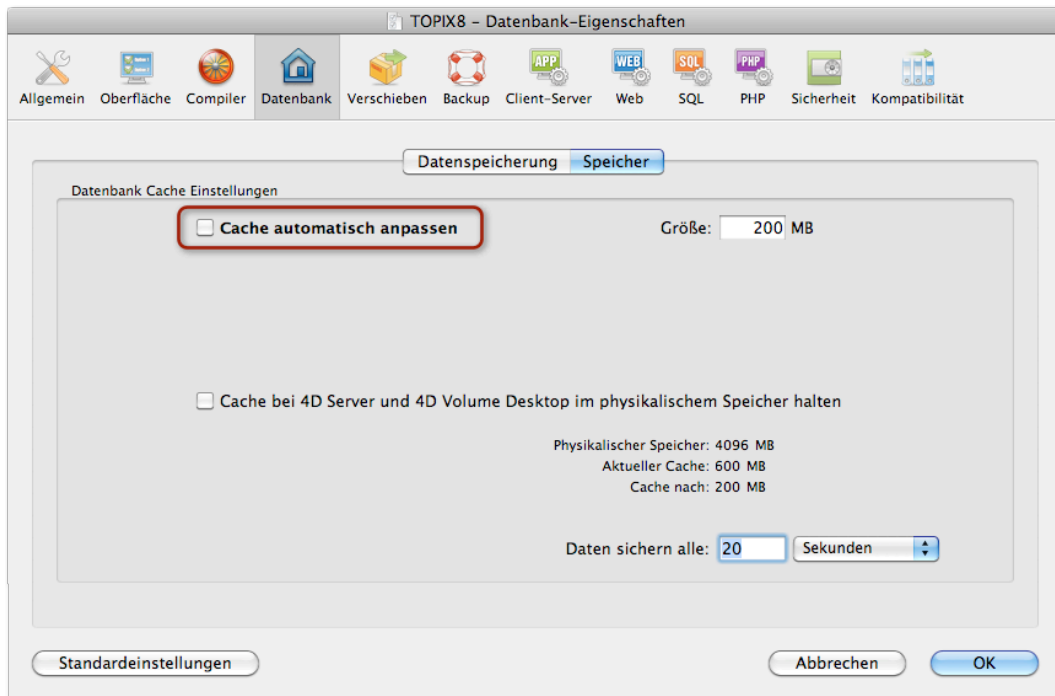 TOPIX8 – Datenbank-Eigenschaften
Allgemein Oberfläche Compiler Datenbank Verschieben Backup Client-Server Web SQL PHP Sicherheit Kompatibilität
APP WEB SQL PHP
Datenspeicherung Speicher
Datenbank Cache Einstellungen
Cache automatisch anpassen Größe: 200 MB
Cache bei 4D Server und 4D Volume Desktop im physikalischem Speicher halten
Physikalischer Speicher: 4096 MB
Aktueller Cache: 600 MB
Cache nach: 200 MB
Daten sichern alle: 20 Sekunden
Standardeinstellungen Abbrechen OK